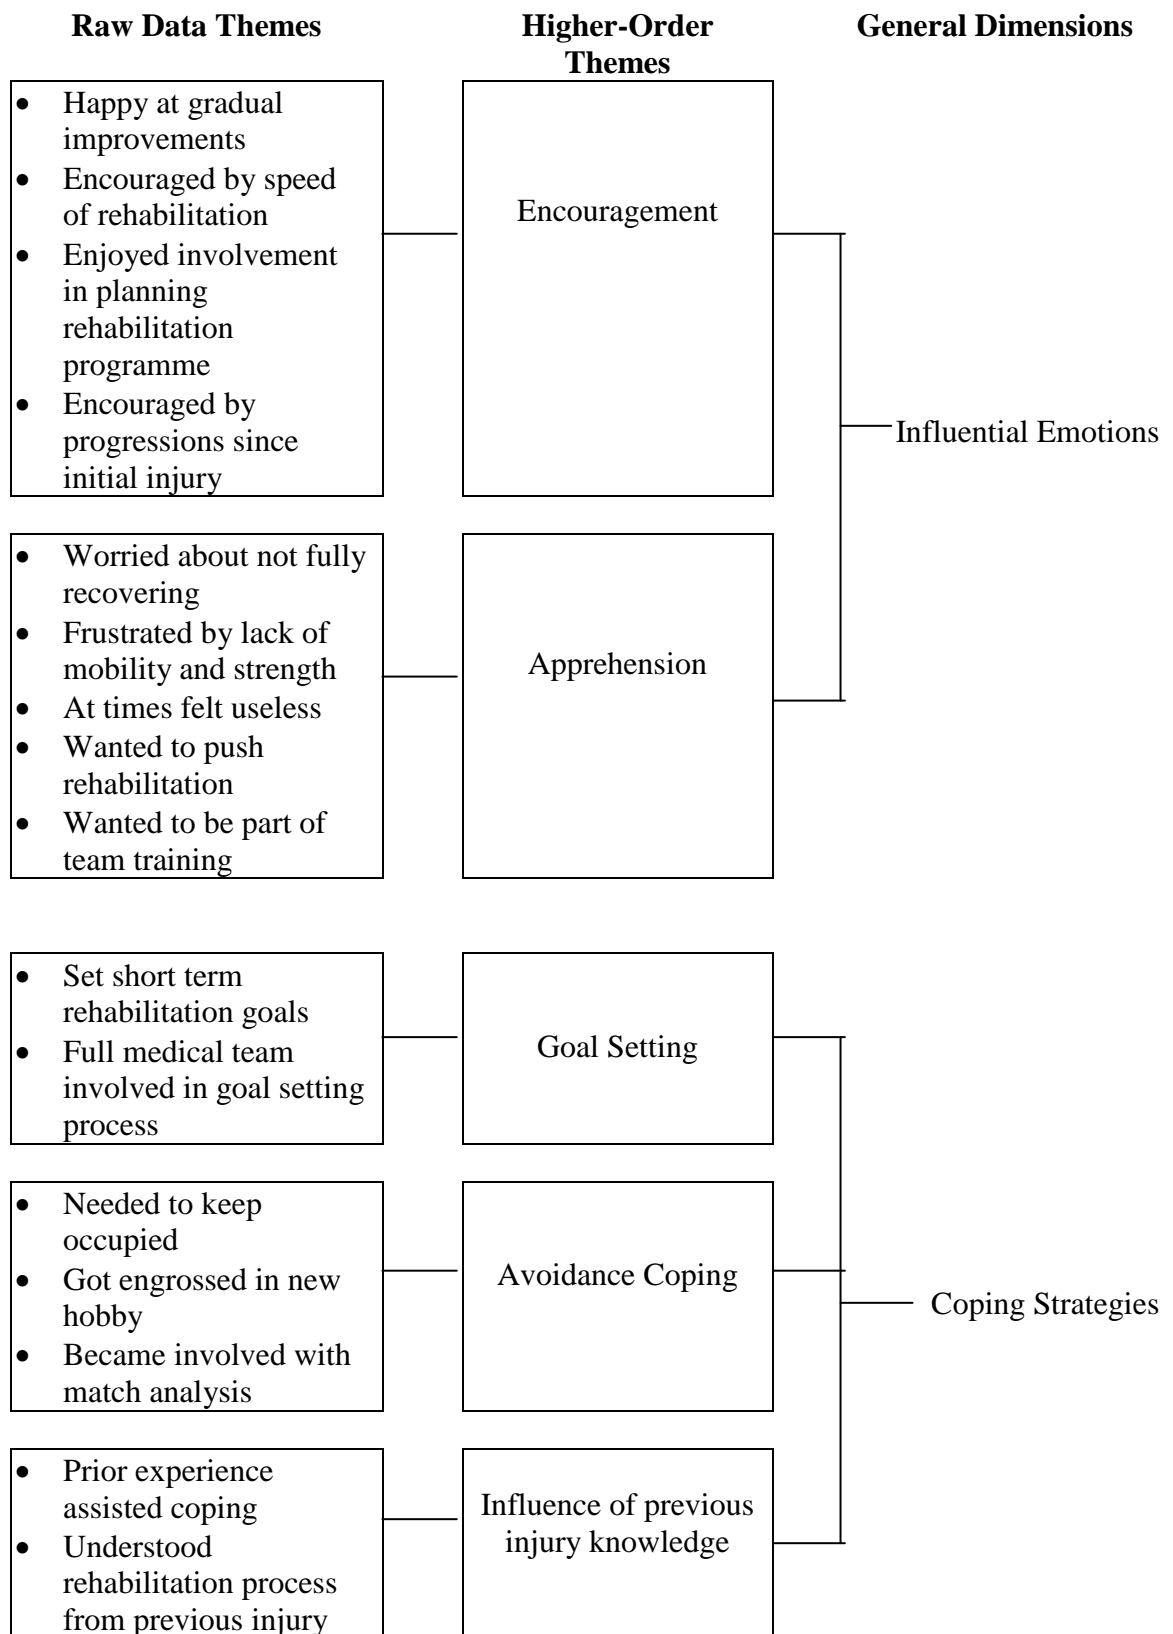 Raw Data Themes
Higher-Order Themes
General Dimensions
• Happy at gradual
improvements
• Encouraged by speed
of rehabilitation
• Enjoyed involvement
in planning
rehabilitation
programme
• Encouraged by
progressions since
initial injury
Encouragement
Influential Emotions
• Worried about not fully
recovering
• Frustrated by lack of
mobility and strength
• At times felt useless
• Wanted to push
rehabilitation
• Wanted to be part of
team training
Apprehension
• Set short term
rehabilitation goals
• Full medical team
involved in goal setting
process
Goal Setting
• Needed to keep
occupied
• Got engrossed in new
hobby
• Became involved with
match analysis
Avoidance Coping
Coping Strategies
• Prior experience
assisted coping
• Understood
rehabilitation process
from previous injury
Influence of previous
injury knowledge